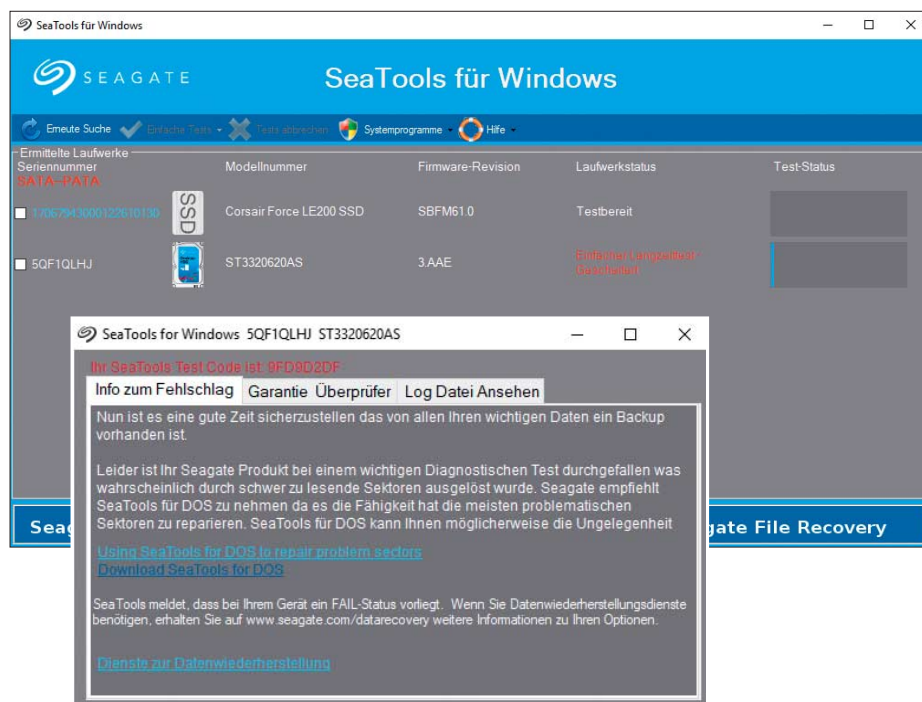 SeaTools für Windows
SEAGATE
SeaTools für Windows
Erneute Suche Einfache Tests Tests abbrechen Systemprogramme Hilfe
Ermittelte Laufwerke
Seriennummer Modellnummer Firmware-Revision Laufwerkstatus Test-Status
SATA--PATA
SSD Corsair Force LE200 SSD SBFM61.0 Testbereit
5QF1QLHJ ST3320620AS 3.AAE Einfacher Langzeittest -
SeaTools for Windows 5QF1QLHJ ST3320620AS
Ihr SeaTools Test Code ist: 9FD9D2DF
Info zum Fehlschlag Garantie Überprüfer Log Datei Ansehen
Nun ist es eine gute Zeit sicherzustellen das von allen Ihren wichtigen Daten ein Backup
vorhanden ist.
Leider ist Ihr Seagate Produkt bei einem wichtigen Diagnostischen Test durchgefallen was
wahrscheinlich durch schwer zu lesende Sektoren ausgelöst wurde. Seagate empfiehlt
SeaTools für DOS zu nehmen da es die Fähigkeit hat die meisten problematischen
Sektoren zu reparieren. SeaTools für DOS kann Ihnen möglicherweise die Ungelegenheit
Using SeaTools for DOS to repair problem sectors
Download SeaTools for DOS
SeaTools meldet, dass bei Ihrem Gerät ein FAIL-Status vorliegt. Wenn Sie Datenwiederherstellungsdienste
benötigen, erhalten Sie auf www.seagate.com/datarecovery weitere Informationen zu Ihren Optionen.
Dienste zur Datenwiederherstellung
Seag
gate File Recovery